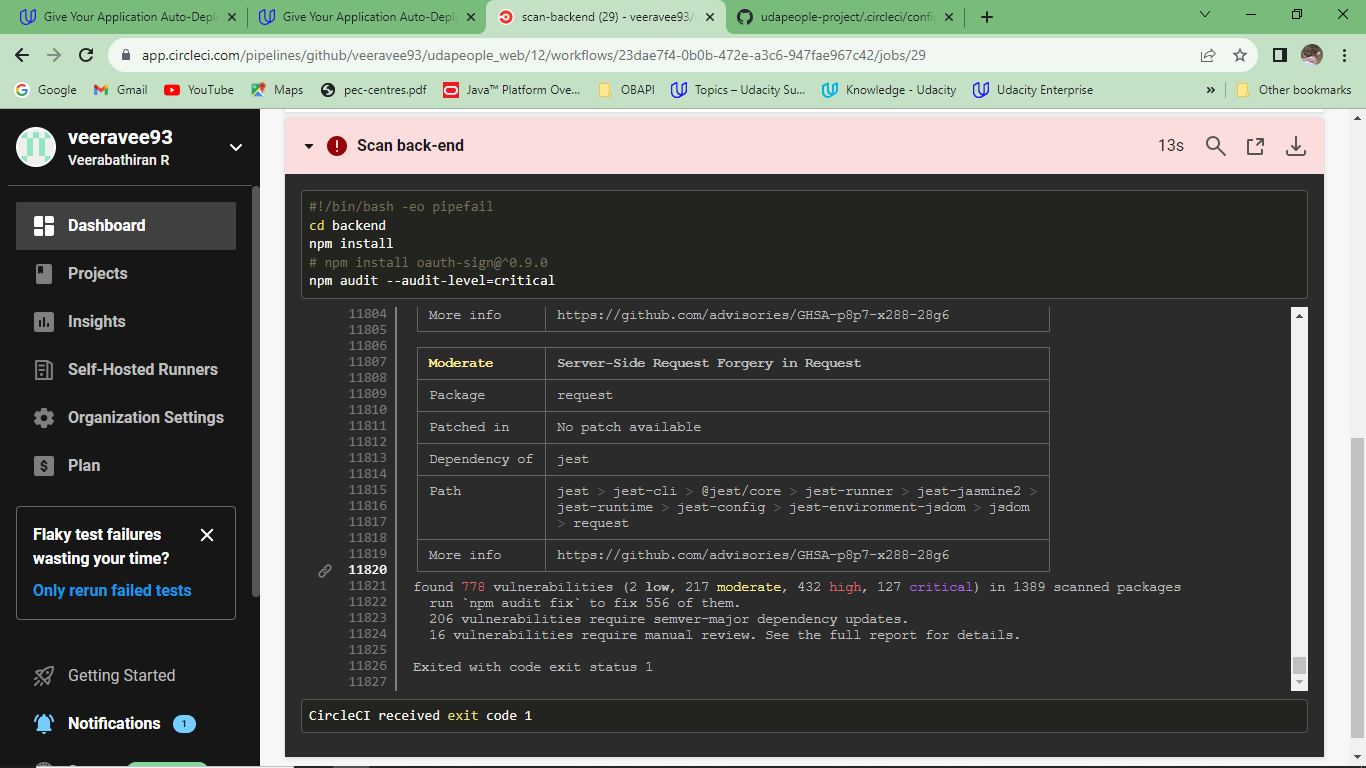 Give Your Application Auto-Deplo
Give Your Application Auto-Deplo
scan-backend (29) - veeravee93/
udapeople-project/.circleci/confi
app.circleci.com/pipelines/github/veeravee93/udapeople_web/12/workflows/23dae7f4-0b0b-472e-a3c6-947fae967c42/jobs/29
Google
Gmail
YouTube
Maps
pec-centres.pdf
Java™ Platform Ove...
OBAPI
Topics – Udacity Su...
Knowledge - Udacity
Udacity Enterprise
»
Other bookmarks
veeravee93
Veerabathiran R
Dashboard
Projects
Insights
Self-Hosted Runners
Organization Settings
Plan
Flaky test failures
wasting your time?
Only rerun failed tests
Getting Started
Notifications 1
Scan back-end
13s
#!/bin/bash -eo pipefail
cd backend
npm install
# npm install oauth-sign@^0.9.0
npm audit --audit-level=critical
11804 More info https://github.com/advisories/GHSA-p8p7-x288-28g6
11805
11806
11807 Moderate Server-Side Request Forgery in Request
11808
11809 Package request
11810
11811 Patched in No patch available
11812
11813 Dependency of jest
11814
11815 Path jest > jest-cli > @jest/core > jest-runner > jest-jasmine2 >
11816 jest-runtime > jest-config > jest-environment-jsdom > jsdom
11817 > request
11818
11819 More info https://github.com/advisories/GHSA-p8p7-x288-28g6
11820
11821 found 778 vulnerabilities (2 low, 217 moderate, 432 high, 127 critical) in 1389 scanned packages
11822 run `npm audit fix` to fix 556 of them.
11823 206 vulnerabilities require semver-major dependency updates.
11824 16 vulnerabilities require manual review. See the full report for details.
11825
11826 Exited with code exit status 1
11827
CircleCI received exit code 1